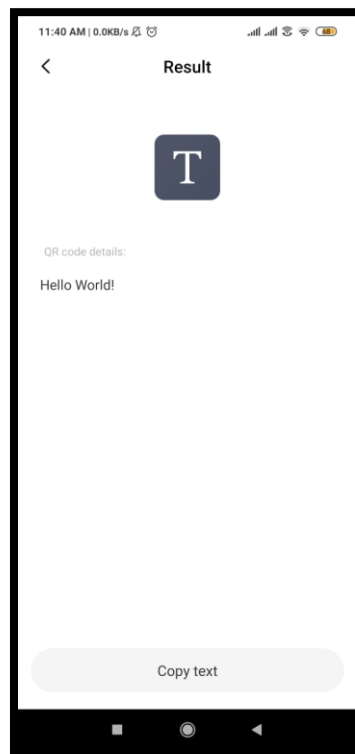 11:40 AM | 0.0KB/s
68
Result
T
QR code details:
Hello World!
Copy text